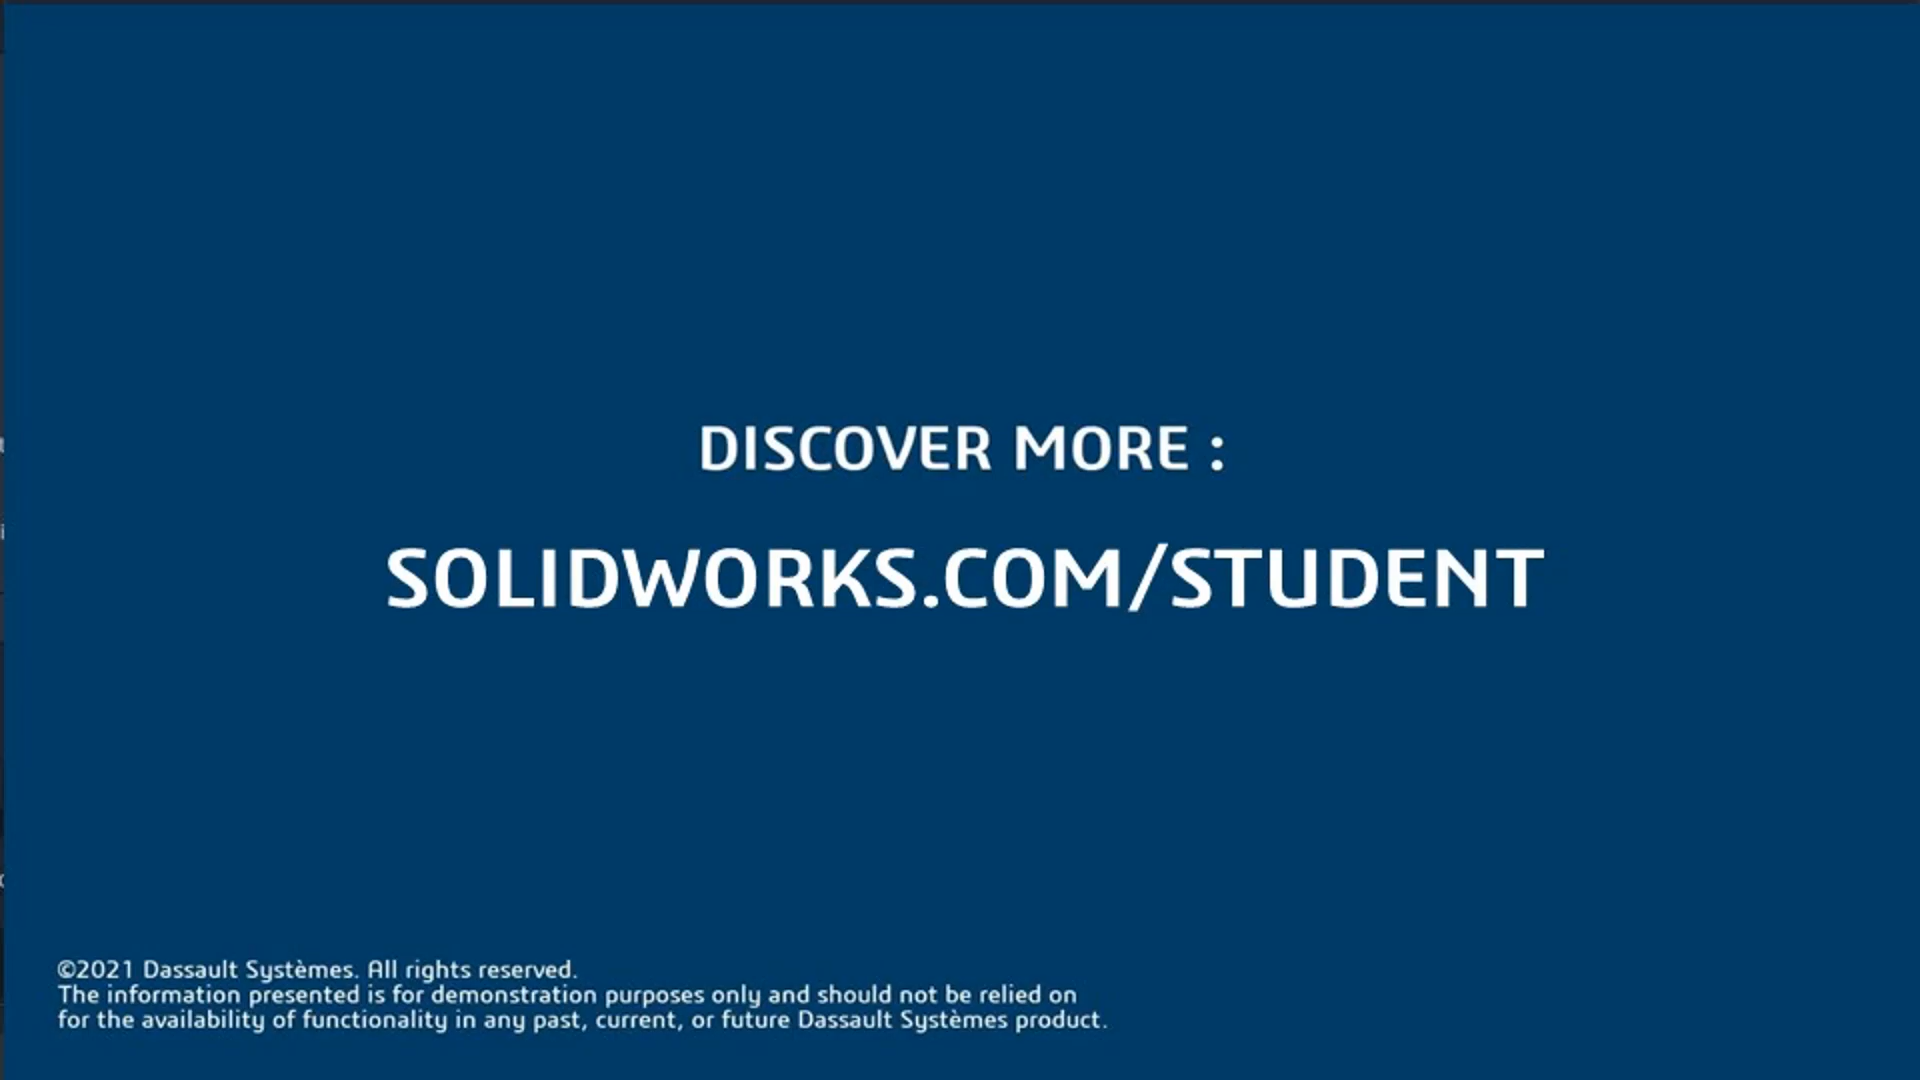 DISCOVER MORE :
SOLIDWORKS.COM/STUDENT
©2021 Dassault Systèmes. All rights reserved.
The information presented is for demonstration purposes only and should not be relied on
for the availability of functionality in any past, current, or future Dassault Systèmes product.